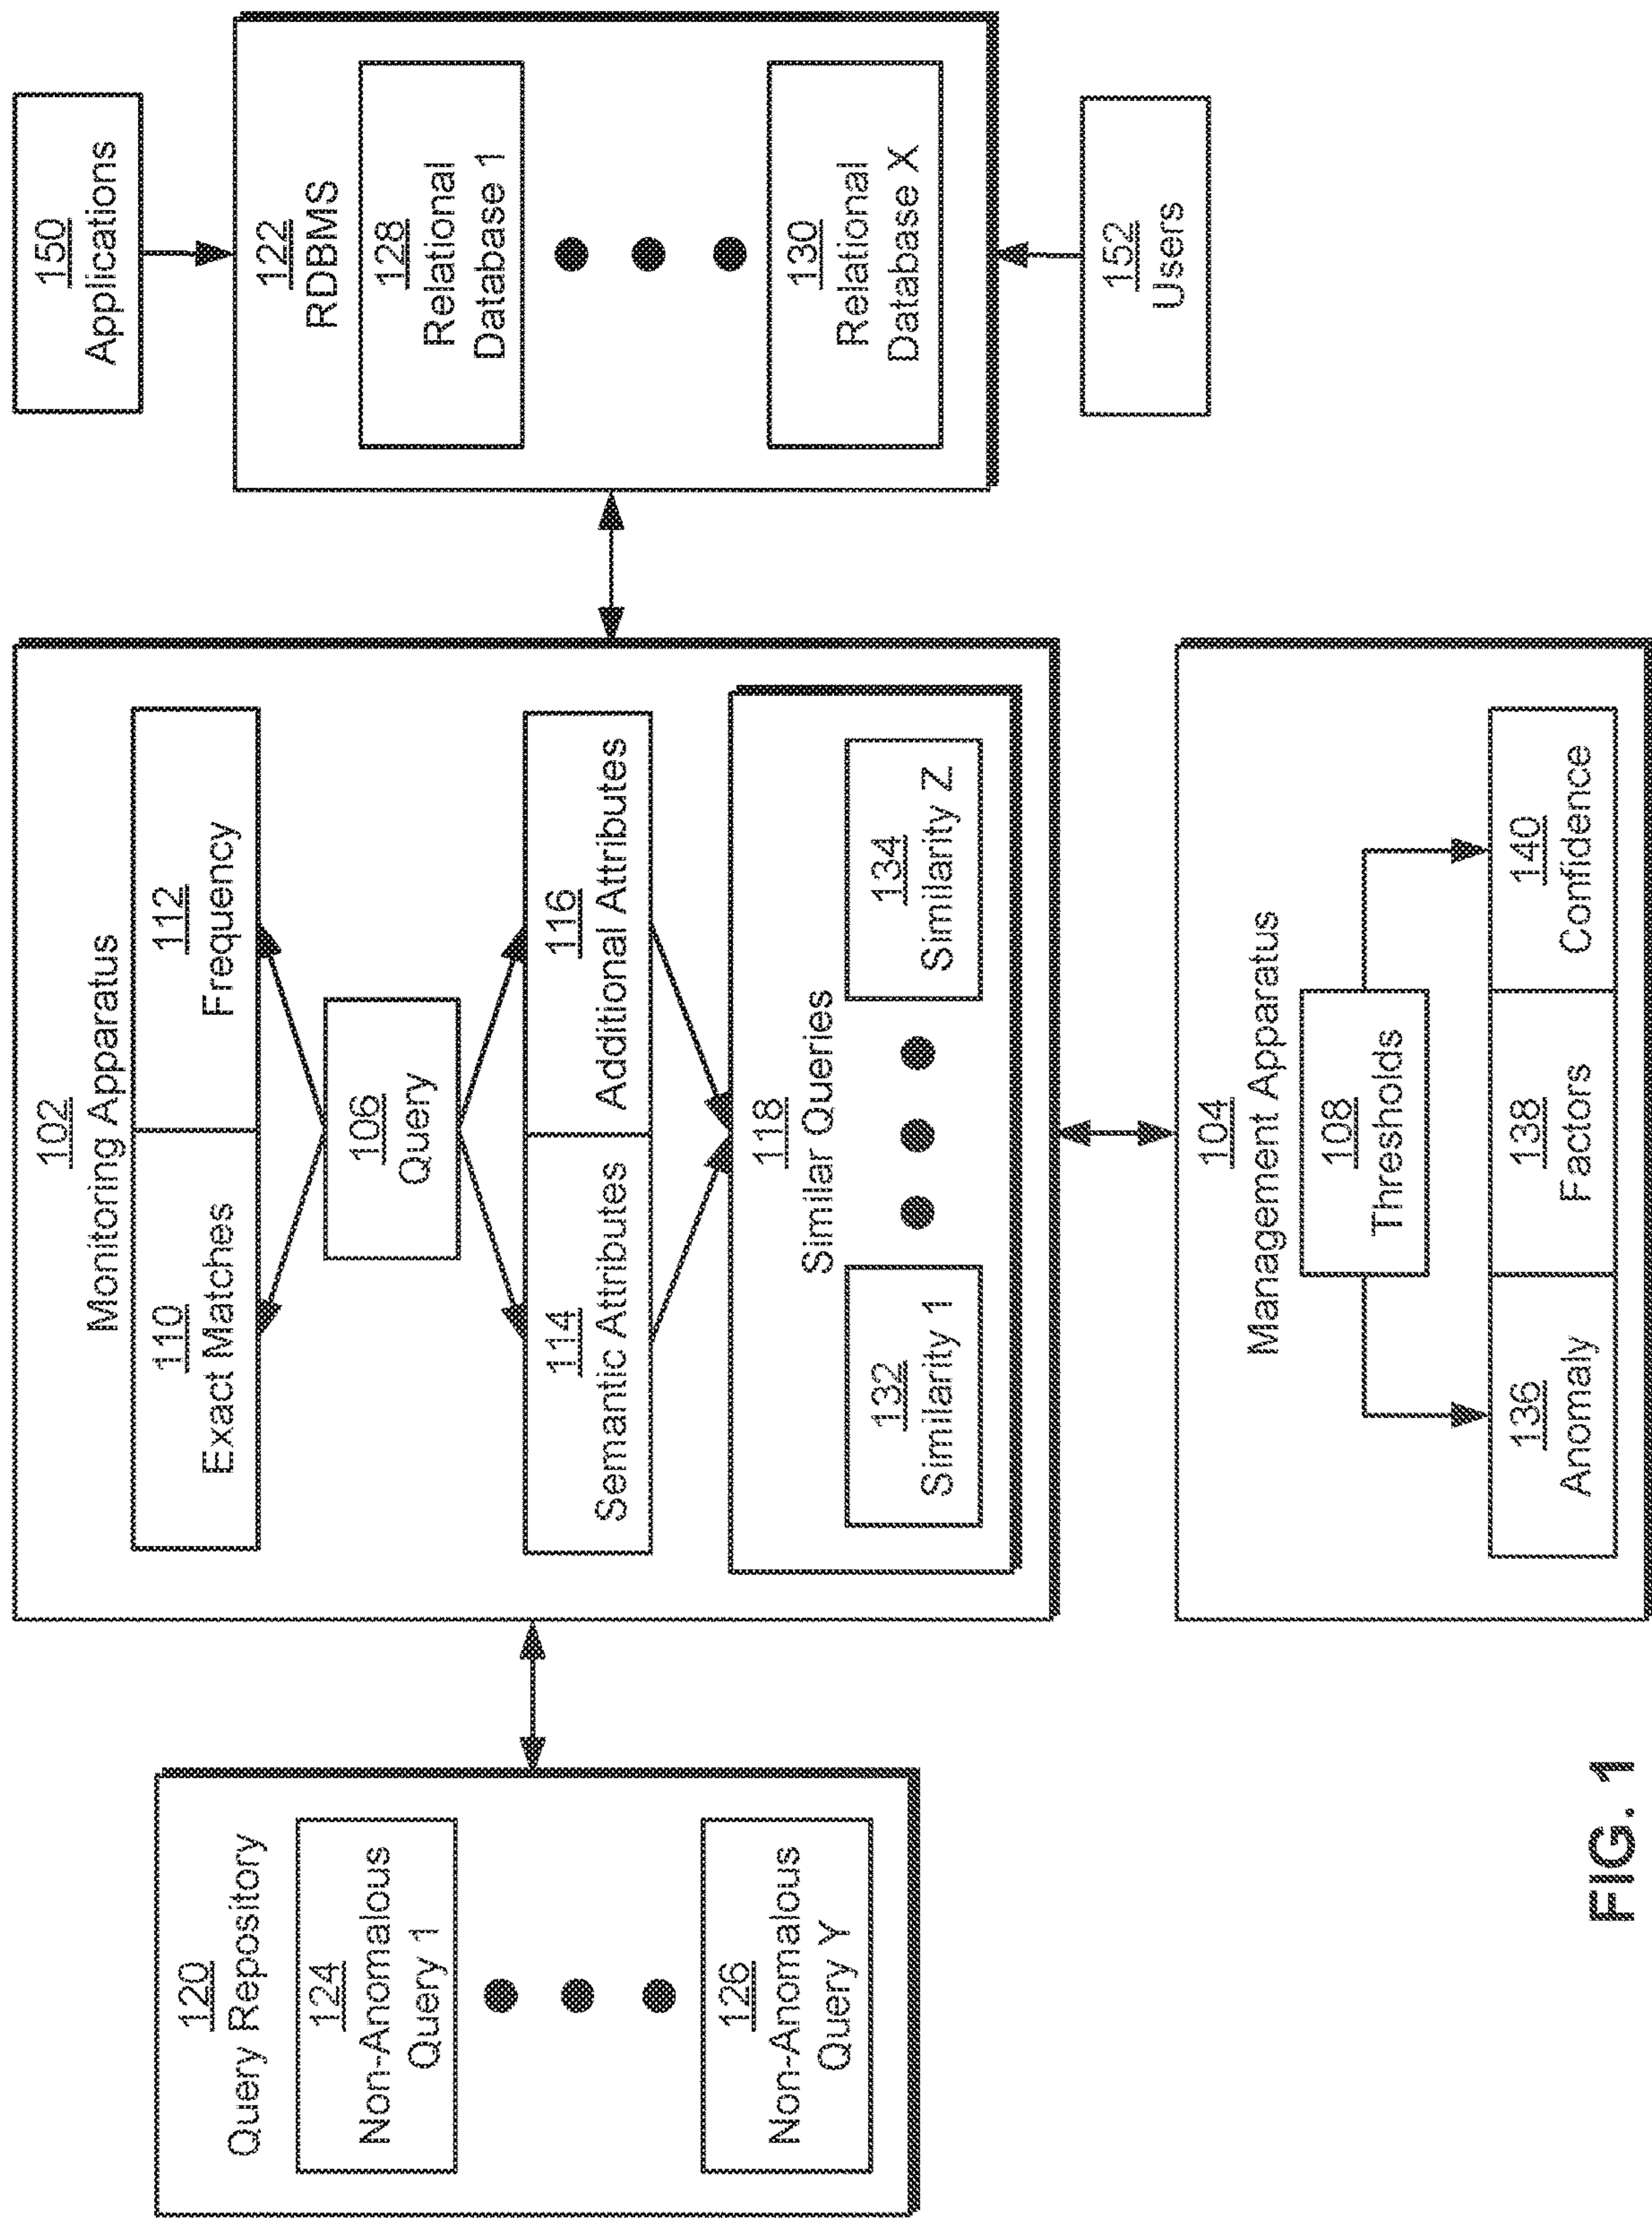 120
Query Repository
124
Non-Anomalous
Query 1
126
Non-Anomalous
Query Y
102
Monitoring Apparatus
110
Exact Matches
112
Frequency
106
Query
114
Semantic Attributes
116
Additional Attributes
118
Similar Queries
132
Similarity 1
134
Similarity Z
104
Management Apparatus
108
Thresholds
136
Anomaly
138
Factors
140
Confidence
150
Applications
122
RDBMS
128
Relational
Database 1
130
Relational
Database X
152
Users
FIG. 1